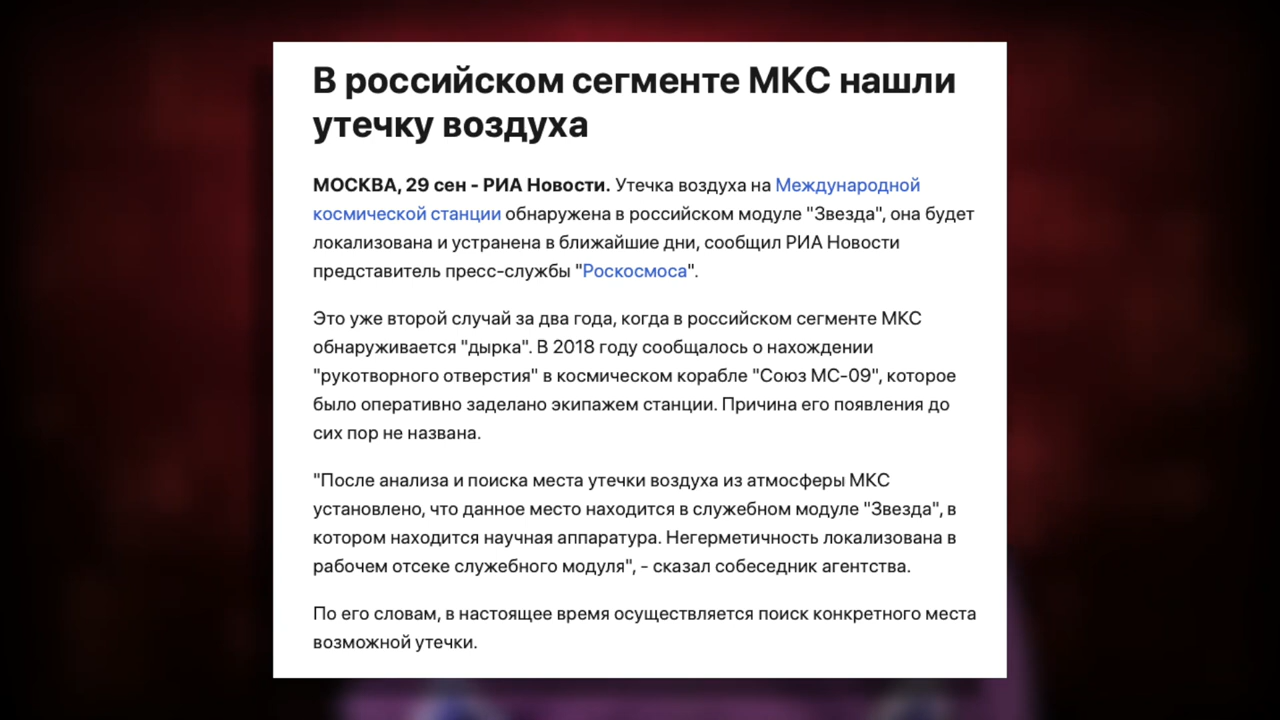 В российском сегменте МКС нашли
утечку воздуха
МОСКВА, 29 сен - РИА Новости. Утечка воздуха на Международной
космической станции обнаружена в российском модуле "Звезда", она будет
локализована и устранена в ближайшие дни, сообщил РИА Новости
представитель пресс-службы "Роскосмоса".
Это уже второй случай за два года, когда в российском сегменте МКС
обнаруживается "дырка". В 2018 году сообщалось о нахождении
"рукотворного отверстия" в космическом корабле "Союз МС-09", которое
было оперативно заделано экипажем станции. Причина его появления до
сих пор не названа.
"После анализа и поиска места утечки воздуха из атмосферы МКС
установлено, что данное место находится в служебном модуле "Звезда", в
котором находится научная аппаратура. Негерметичность локализована в
рабочем отсеке служебного модуля", - сказал собеседник агентства.
По его словам, в настоящее время осуществляется поиск конкретного места
возможной утечки.